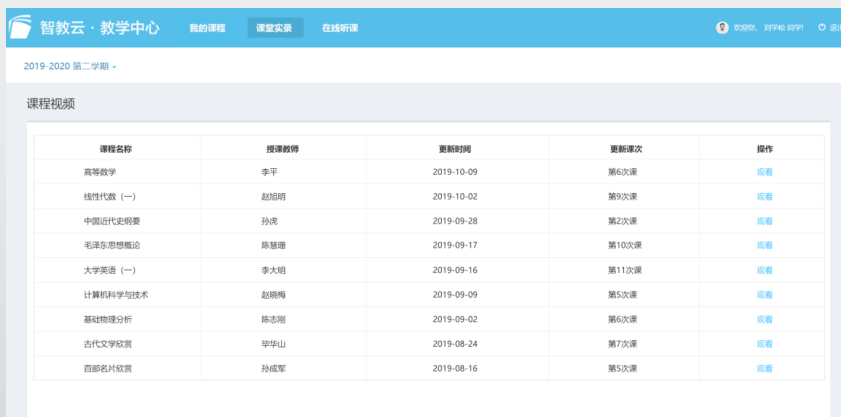 智教云·教学中心 我的课程 课堂实录 在线听课 欢迎您，刘学松 同学! 退出
2019-2020 第二学期
课程视频
课程名称 授课教师 更新时间 更新课次 操作
高等数学 李平 2019-10-09 第6次课 观看
线性代数（一） 赵旭明 2019-10-02 第9次课 观看
中国近代史纲要 孙虎 2019-09-28 第2次课 观看
毛泽东思想概论 陈慧珊 2019-09-17 第10次课 观看
大学英语（一） 李大明 2019-09-16 第11次课 观看
计算机科学与技术 赵晓梅 2019-09-09 第5次课 观看
基础物理分析 陈志刚 2019-09-02 第6次课 观看
古代文学欣赏 毕华山 2019-08-24 第7次课 观看
百部名片欣赏 孙成军 2019-08-16 第5次课 观看